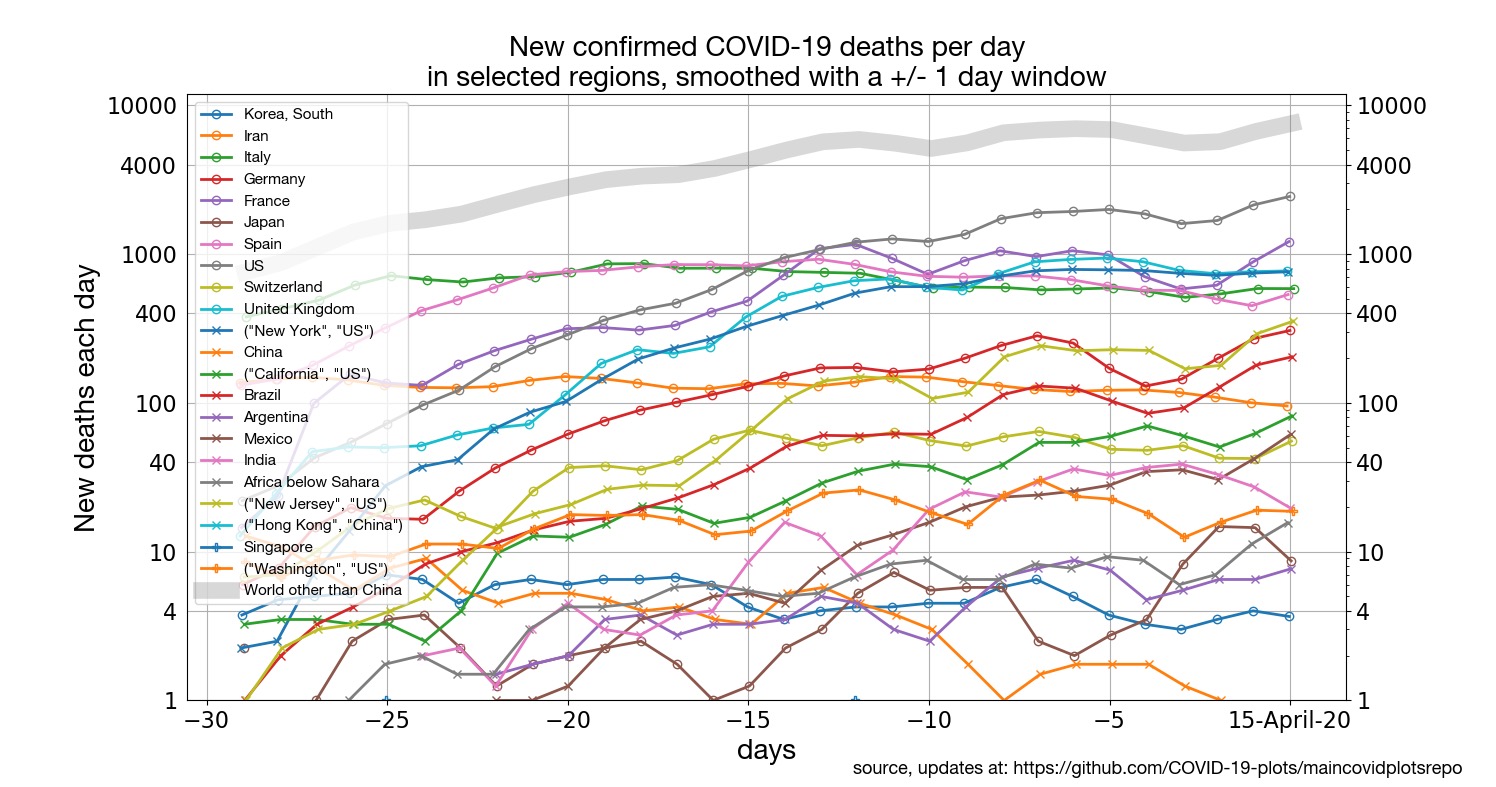 New confirmed COVID-19 deaths per day
in selected regions, smoothed with a +/- 1 day window
10000
4000
1000
400
100
40
10
4
1
New deaths each day
Korea, South
Iran
Italy
Germany
France
Japan
Spain
US
Switzerland
United Kingdom
("New York", "US")
China
("California", "US")
Brazil
Argentina
Mexico
India
Africa below Sahara
("New Jersey", "US")
("Hong Kong", "China")
Singapore
("Washington", "US")
World other than China
10000
4000
1000
400
100
40
10
4
1
−30 −25 −20 −15 −10 −5 15-April-20
days
source, updates at: https://github.com/COVID-19-plots/maincovidplotsrepo